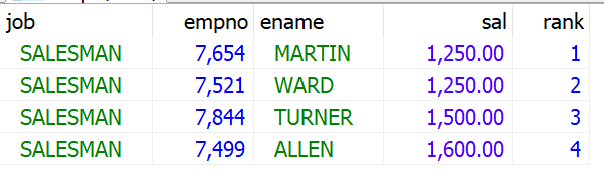 job empno ename sal rank
SALESMAN 7,654 MARTIN 1,250.00 1
SALESMAN 7,521 WARD 1,250.00 2
SALESMAN 7,844 TURNER 1,500.00 3
SALESMAN 7,499 ALLEN 1,600.00 4